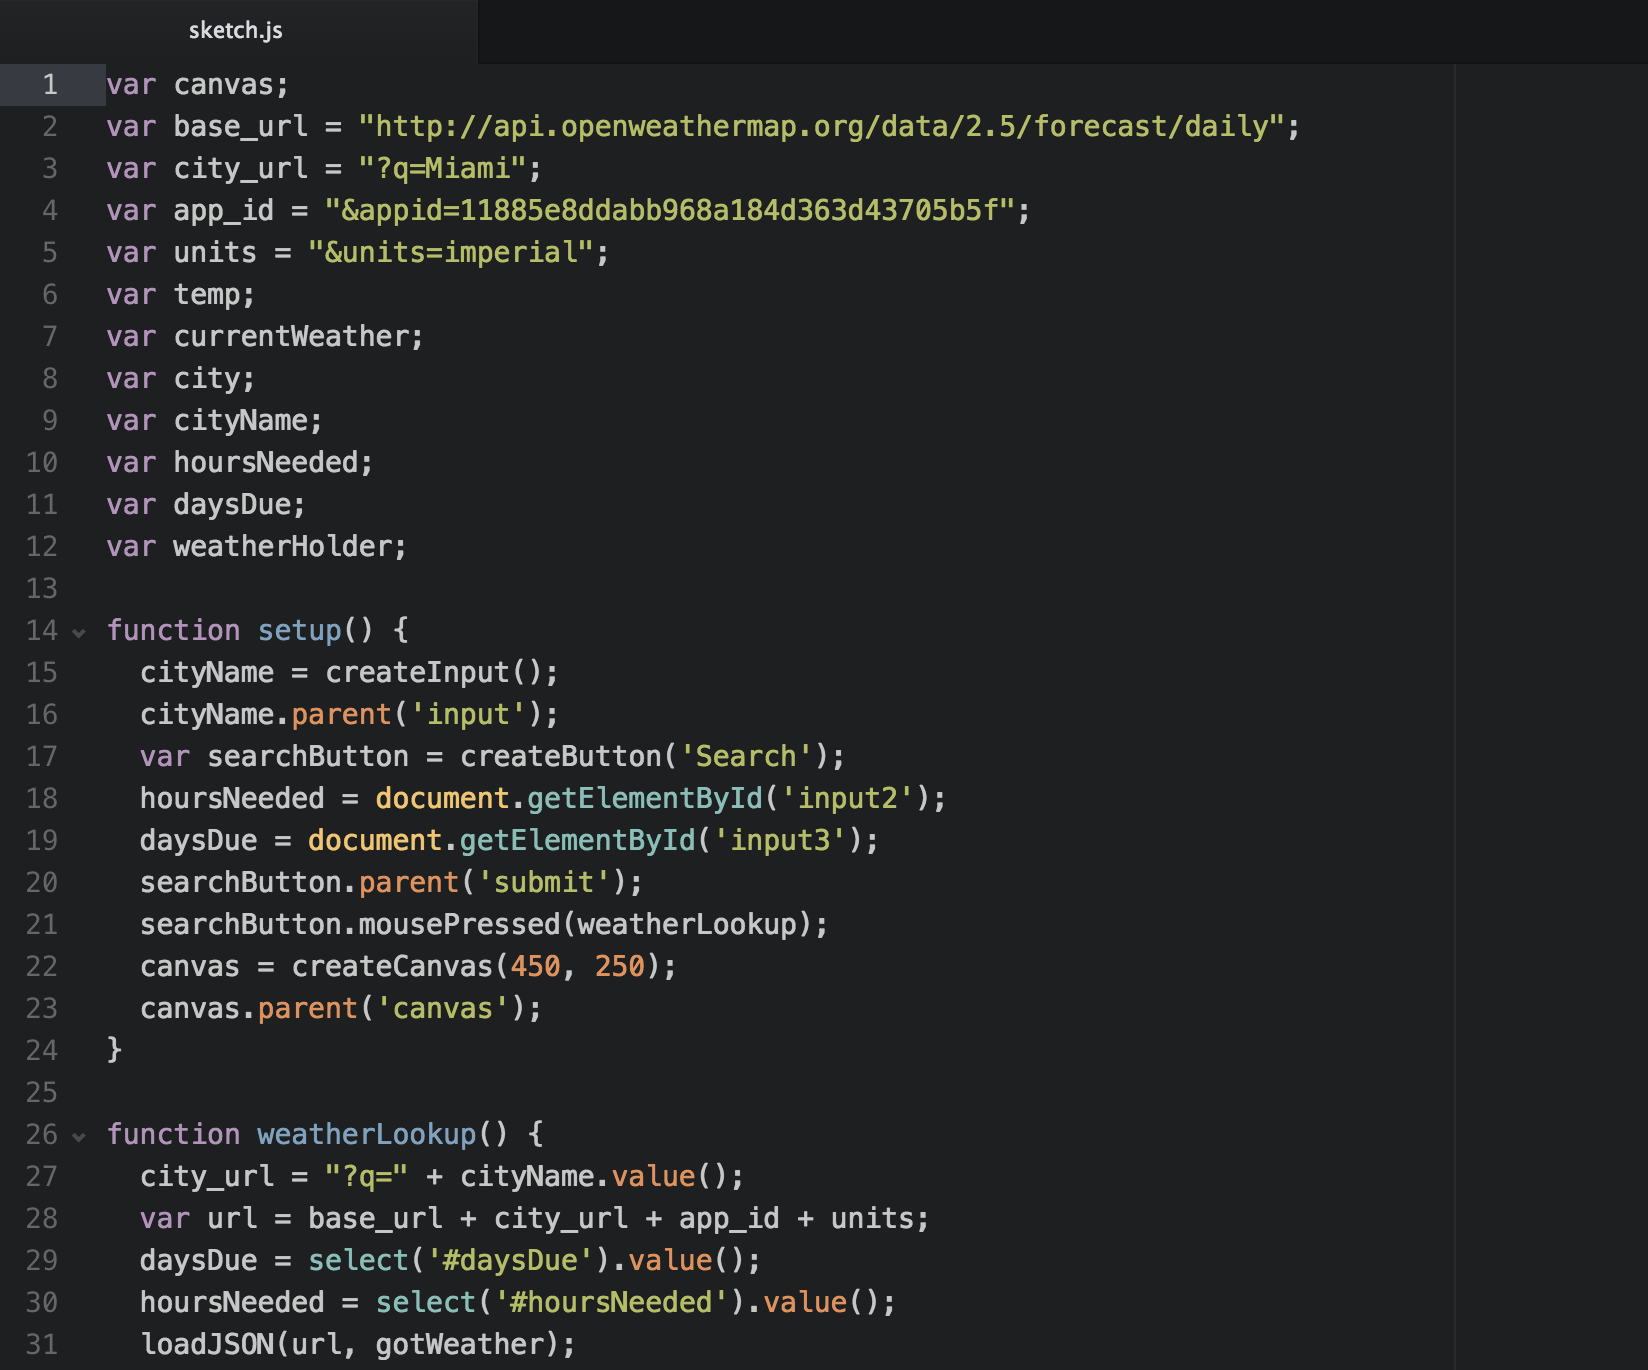 sketch.js
1 var canvas;
2 var base_url = "http://api.openweathermap.org/data/2.5/forecast/daily";
3 var city_url = "?q=Miami";
4 var app_id = "&appid=11885e8ddabb968a184d363d43705b5f";
5 var units = "&units=imperial";
6 var temp;
7 var currentWeather;
8 var city;
9 var cityName;
10 var hoursNeeded;
11 var daysDue;
12 var weatherHolder;
13
14 function setup() {
15   cityName = createInput();
16   cityName.parent('input');
17   var searchButton = createButton('Search');
18   hoursNeeded = document.getElementById('input2');
19   daysDue = document.getElementById('input3');
20   searchButton.parent('submit');
21   searchButton.mousePressed(weatherLookup);
22   canvas = createCanvas(450, 250);
23   canvas.parent('canvas');
24 }
25
26 function weatherLookup() {
27   city_url = "?q=" + cityName.value();
28   var url = base_url + city_url + app_id + units;
29   daysDue = select('#daysDue').value();
30   hoursNeeded = select('#hoursNeeded').value();
31   loadJSON(url, gotWeather);